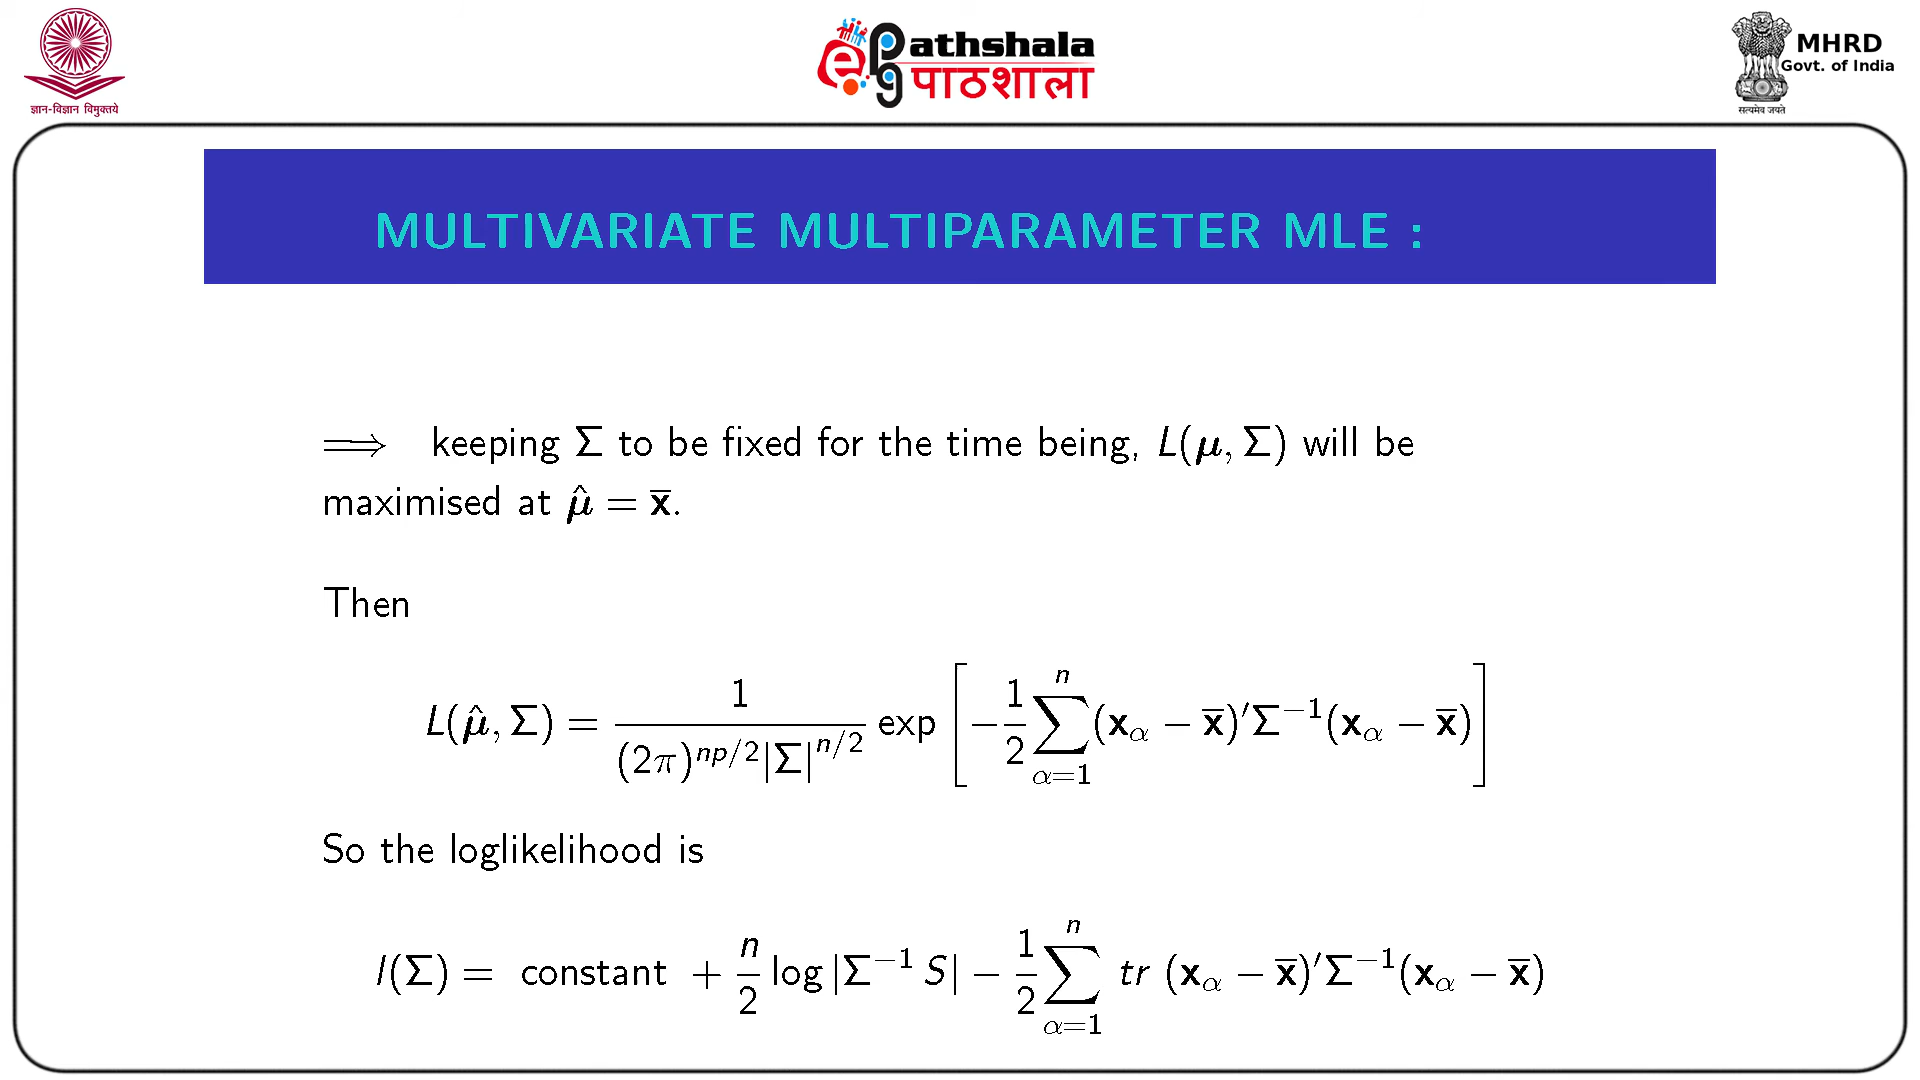 ज्ञान-विज्ञान विमुक्तये
ePG Pathshala
पाठशाला
MHRD
Govt. of India
सत्यमेव जयते
MULTIVARIATE MULTIPARAMETER MLE :
⟹ keeping Σ to be fixed for the time being, L(μ, Σ) will be
maximised at μ̂ = x̄.
Then
L(μ̂, Σ) = 1/((2π)^{np/2}|Σ|^{n/2}) exp [−1/2 ∑_{α=1}^{n} (x_α − x̄)′Σ^{−1}(x_α − x̄)]
So the loglikelihood is
l(Σ) = constant + n/2 log |Σ^{−1} S| − 1/2 ∑_{α=1}^{n} tr (x_α − x̄)′Σ^{−1}(x_α − x̄)